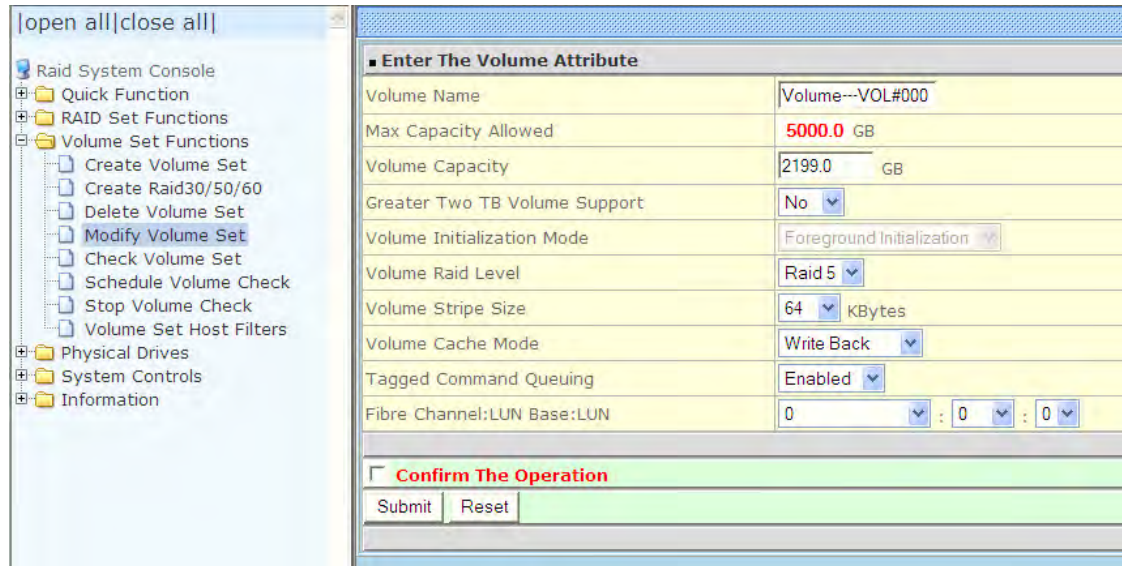 |open all|close all|
Raid System Console
Quick Function
RAID Set Functions
Volume Set Functions
Create Volume Set
Create Raid30/50/60
Delete Volume Set
Modify Volume Set
Check Volume Set
Schedule Volume Check
Stop Volume Check
Volume Set Host Filters
Physical Drives
System Controls
Information
Enter The Volume Attribute
Volume Name Volume---VOL#000
Max Capacity Allowed 5000.0 GB
Volume Capacity 2199.0 GB
Greater Two TB Volume Support No
Volume Initialization Mode Foreground Initialization
Volume Raid Level Raid 5
Volume Stripe Size 64 KBytes
Volume Cache Mode Write Back
Tagged Command Queuing Enabled
Fibre Channel:LUN Base:LUN 0 : 0 : 0
Confirm The Operation
Submit Reset